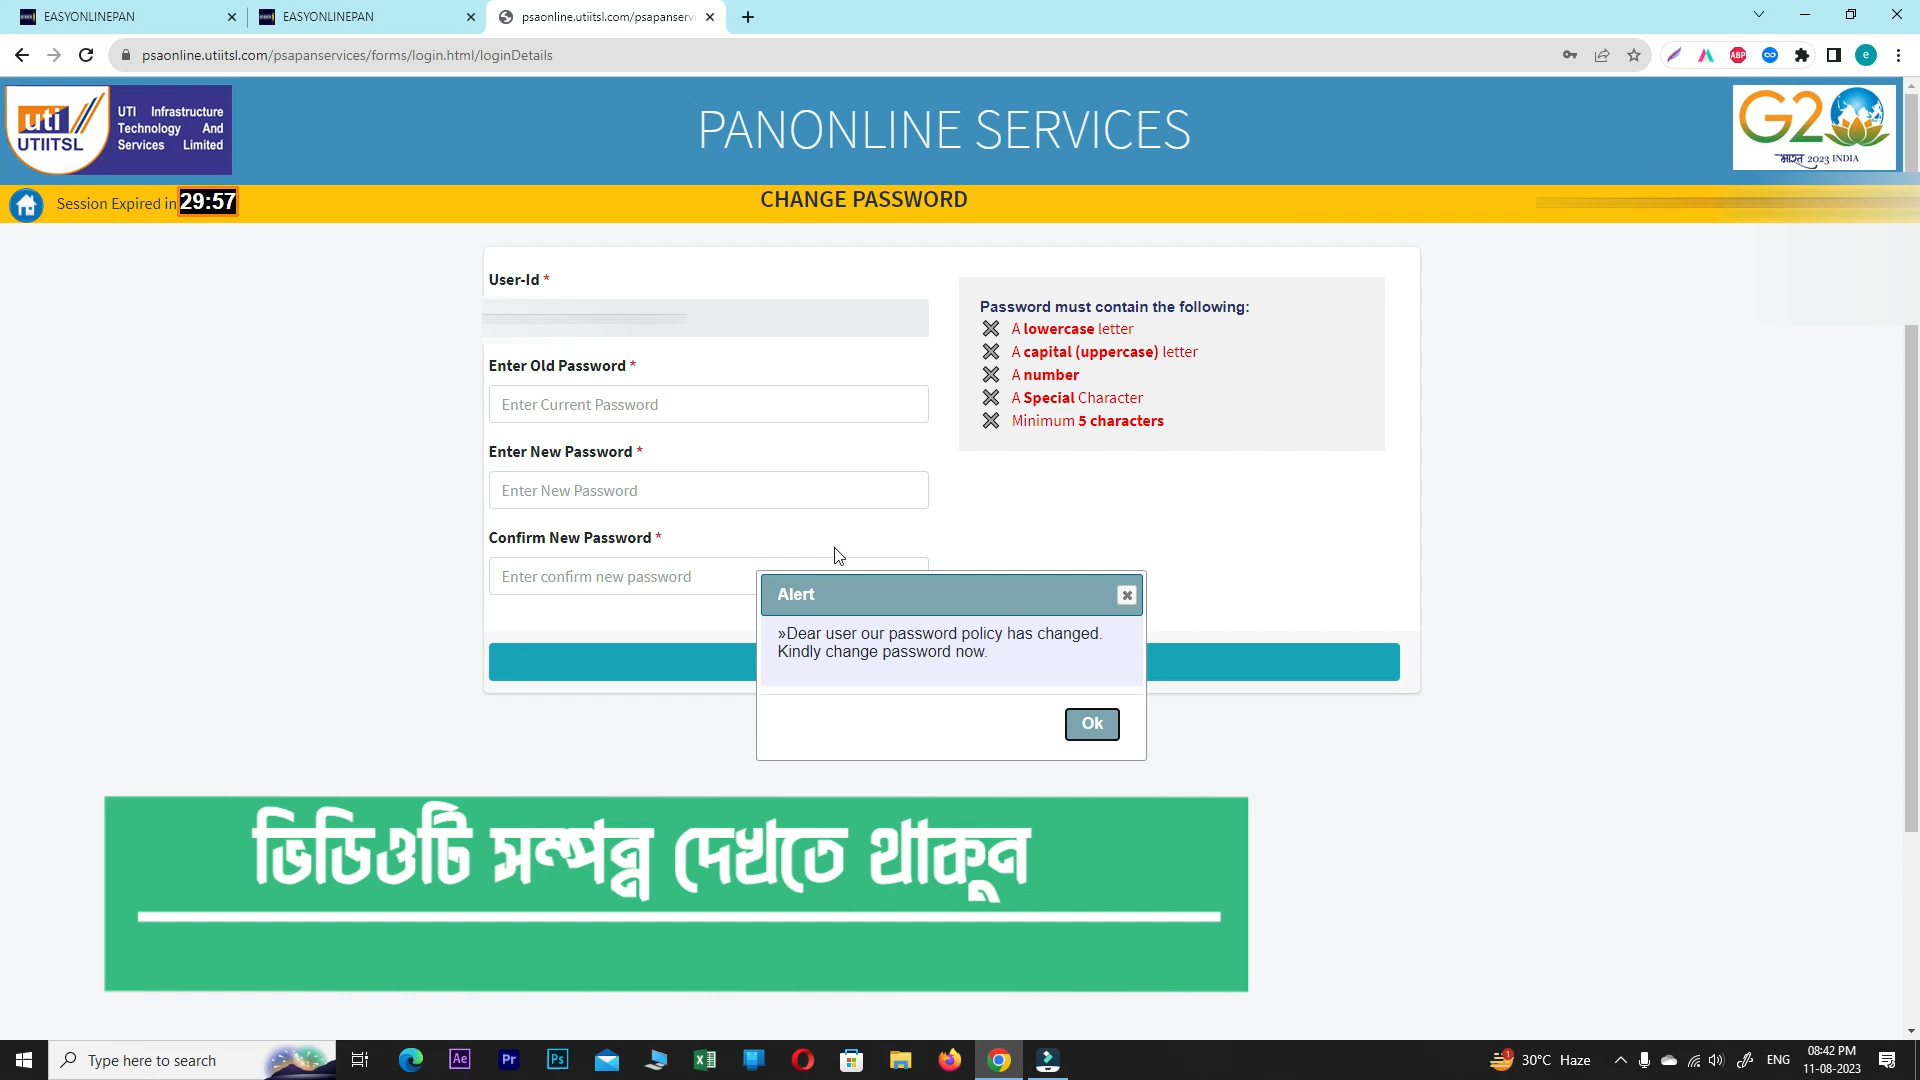 EASYONLINEPAN
EASYONLINEPAN
psaonline.utiitsl.com/psapanservi
psaonline.utiitsl.com/psapanservices/forms/login.html/loginDetails
ABP
e
uti
UTIITSL
UTI Infrastructure
Technology And
Services Limited
PANONLINE SERVICES
G20
भारत 2023 INDIA
Session Expired in 29:57
CHANGE PASSWORD
User-Id *
Enter Old Password *
Enter Current Password
Enter New Password *
Enter New Password
Confirm New Password *
Enter confirm new password
Password must contain the following:
A lowercase letter
A capital (uppercase) letter
A number
A Special Character
Minimum 5 characters
Alert
»Dear user our password policy has changed.
Kindly change password now.
Ok
ভিডিওটি সম্পন্ন দেখতে থাকুন
Type here to search
Ae
Pr
Ps
1
30°C Haze
ENG
08:42 PM
11-08-2023